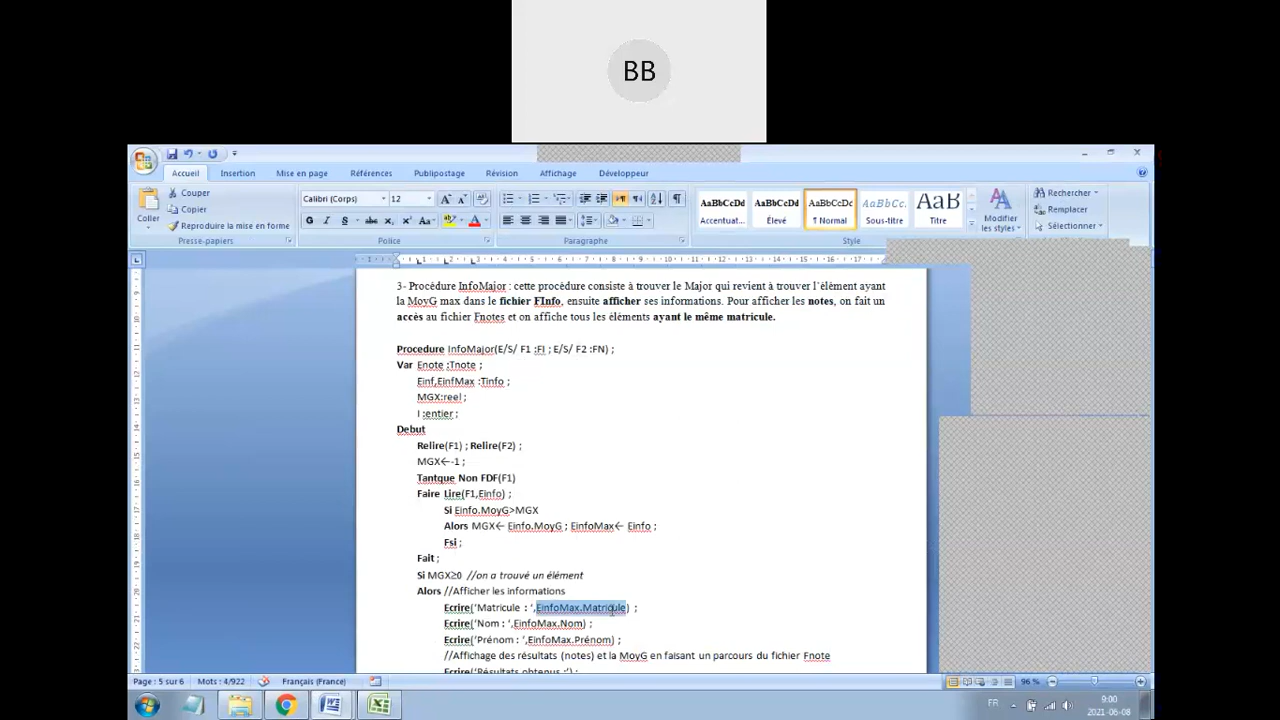 BB
Accueil Insertion Mise en page Références Publipostage Révision Affichage Développeur
Coller
Couper
Copier
Reproduire la mise en forme
Presse-papiers
Calibri (Corps) 12
Police
Paragraphe
AaBbCcDd AaBbCcDd AaBbCcDc AaBbCc. AaBb
Accentuat... Élevé ¶ Normal Sous-titre Titre
Modifier les styles
Style
Rechercher
Remplacer
Sélectionner
3- Procédure InfoMajor : cette procédure consiste à trouver le Major qui revient à trouver l'élément ayant
la MoyG max dans le fichier FInfo, ensuite afficher ses informations. Pour afficher les notes, on fait un
accès au fichier Fnotes et on affiche tous les éléments ayant le même matricule.
Procedure InfoMajor(E/S/ F1 :FI ; E/S/ F2 :FN) ;
Var Enote :Tnote ;
Einf,EinfMax :Tinfo ;
MGX:reel ;
I :entier ;
Debut
Relire(F1) ; Relire(F2) ;
MGX←-1 ;
Tantque Non FDF(F1)
Faire Lire(F1,Einfo) ;
Si Einfo.MoyG>MGX
Alors MGX← Einfo.MoyG ; EinfoMax← Einfo ;
Fsi ;
Fait ;
Si MGX≥0 //on a trouvé un élément
Alors //Afficher les informations
Ecrire('Matricule : ',EinfoMax.Matricule) ;
Ecrire('Nom : ',EinfoMax.Nom) ;
Ecrire('Prénom : ',EinfoMax.Prénom) ;
//Affichage des résultats (notes) et la MoyG en faisant un parcours du fichier Fnote
Ecrire('Résultats obtenus :') ;
Page : 5 sur 6 Mots : 4/922 Français (France) 96 %
FR 9:00
2021-06-08